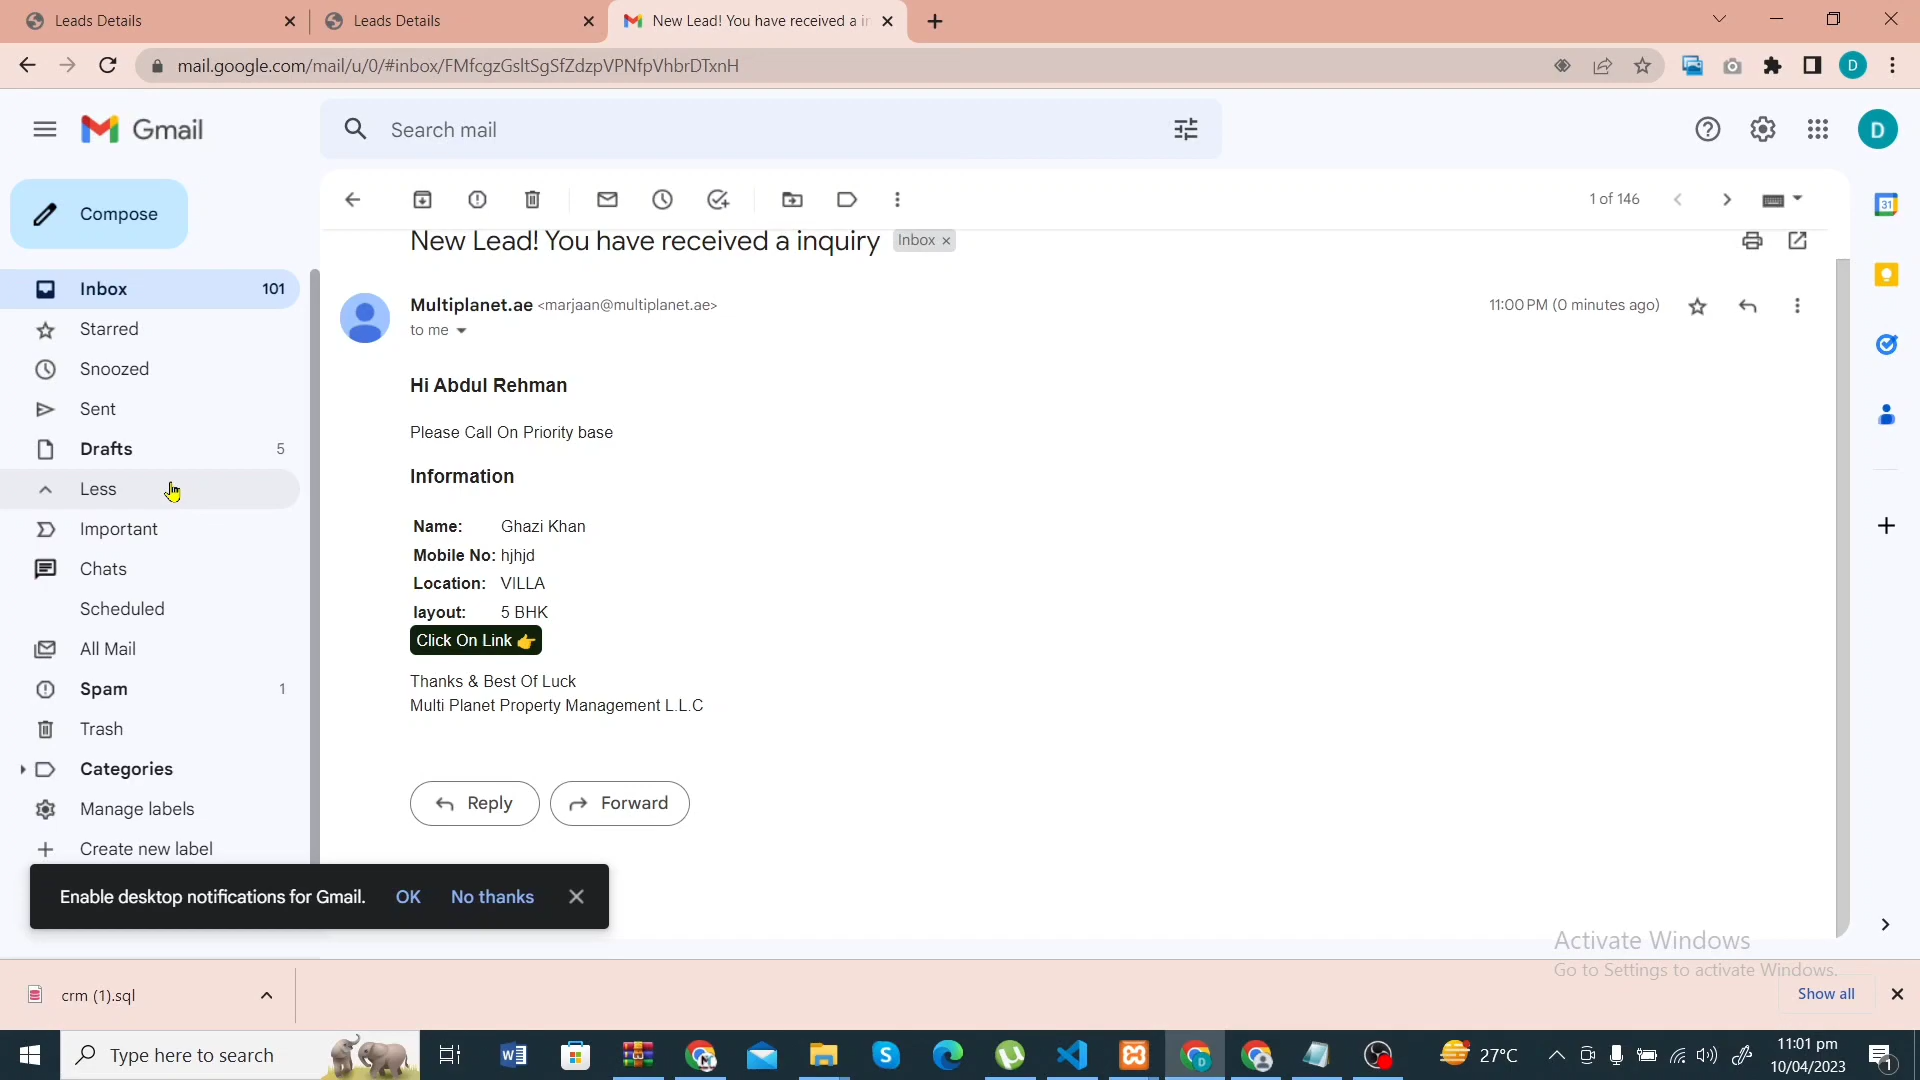 Leads Details
Leads Details
New Lead! You have received a in
mail.google.com/mail/u/0/#inbox/FMfcgzGsltSgSfZdzpVPNfpVhbrDTxnH
D
Gmail
Search mail
D
Compose
1 of 146
31
New Lead! You have received a inquiry
Inbox ×
Inbox 101
Starred
Snoozed
Sent
Drafts 5
Less
Important
Chats
Scheduled
All Mail
Spam 1
Trash
Categories
Manage labels
Create new label
Multiplanet.ae <marjaan@multiplanet.ae>
11:00 PM (0 minutes ago)
to me
Hi Abdul Rehman
Please Call On Priority base
Information
Name: Ghazi Khan
Mobile No: hjhjd
Location: VILLA
layout: 5 BHK
Click On Link 👉
Thanks & Best Of Luck
Multi Planet Property Management L.L.C
Reply
Forward
Enable desktop notifications for Gmail. OK No thanks
Activate Windows
Go to Settings to activate Windows.
crm (1).sql
Show all
Type here to search
27°C
11:01 pm
10/04/2023
1